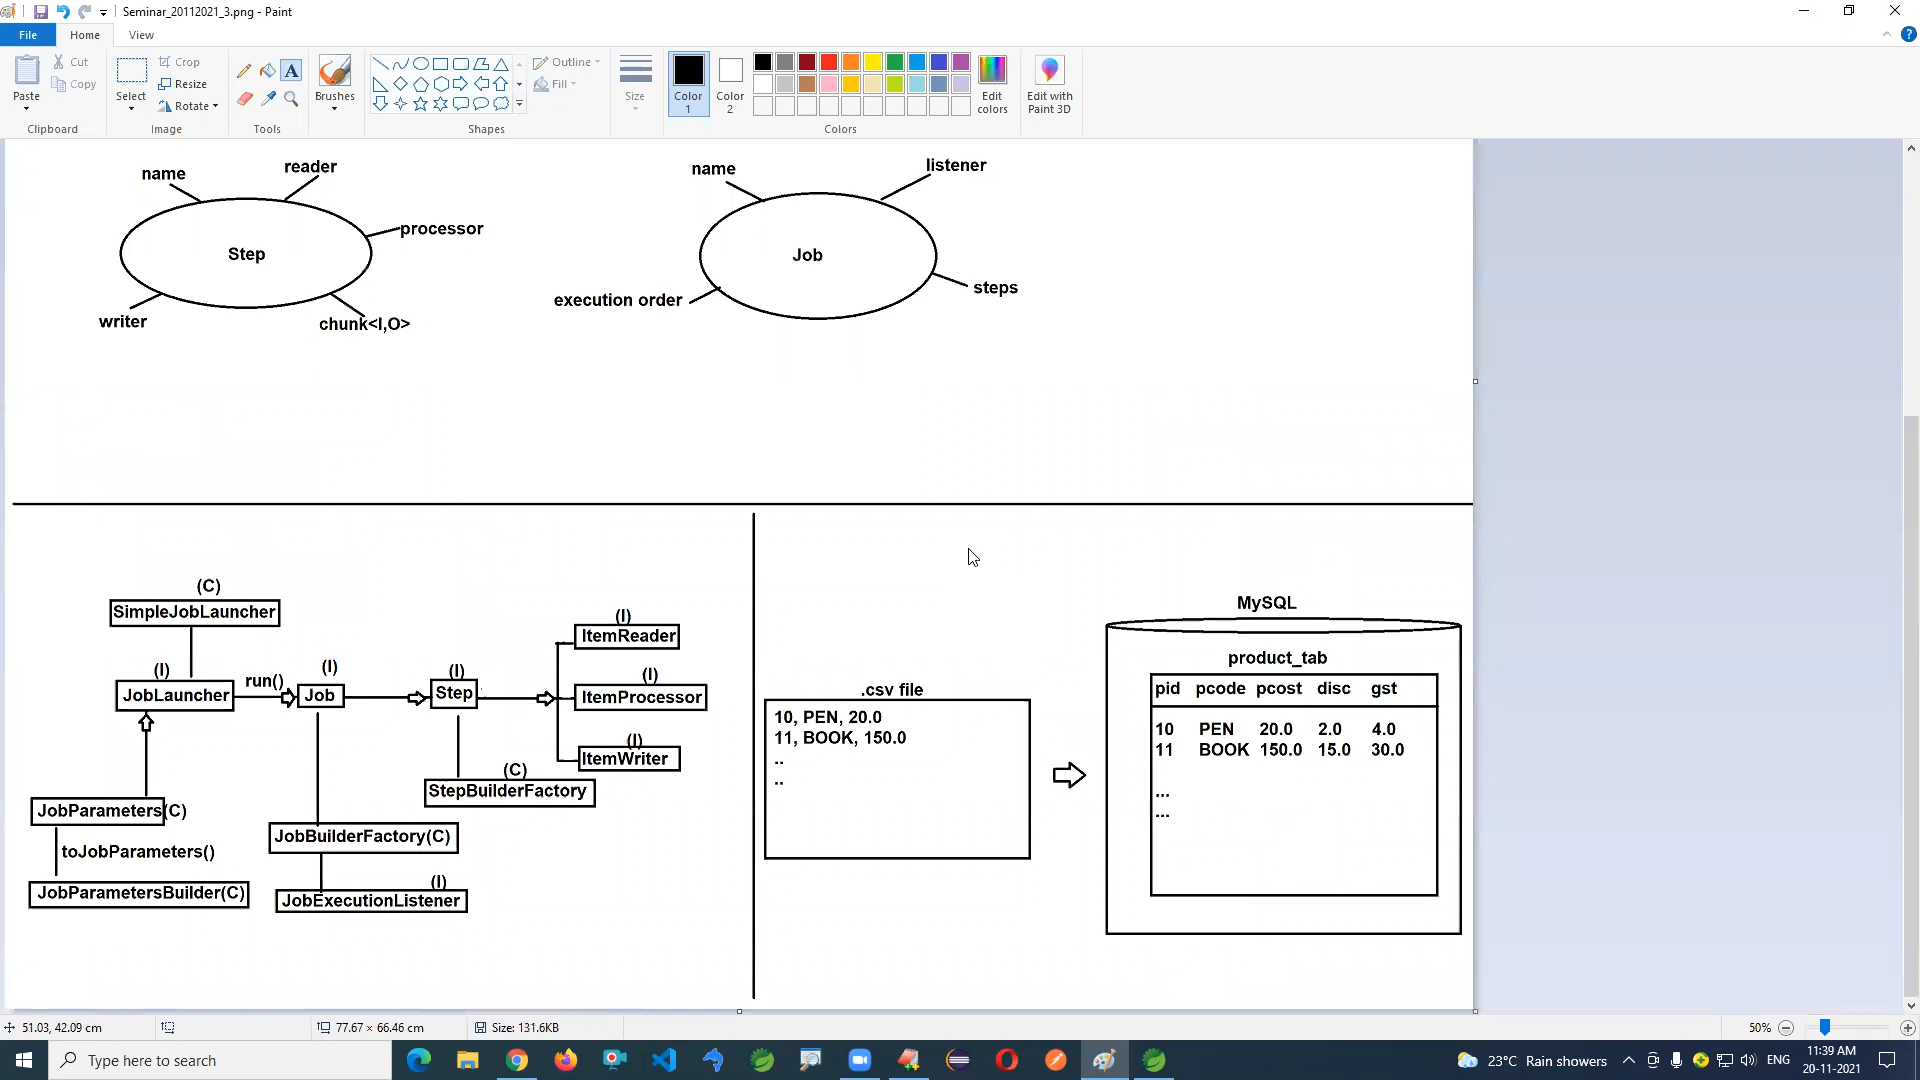 Seminar_20112021_3.png - Paint
File
Home
View
Paste
Cut
Copy
Clipboard
Select
Crop
Resize
Rotate
Image
A
Tools
Brushes
Shapes
Outline
Fill
Size
Color 1
Color 2
Edit colors
Colors
Edit with Paint 3D
name
reader
processor
Step
writer
chunk<I,O>
name
listener
Job
execution order
steps
(C)
SimpleJobLauncher
(I)
JobLauncher
run()
(I)
Job
(I)
Step
(I)
ItemReader
(I)
ItemProcessor
(I)
ItemWriter
(C)
StepBuilderFactory
JobParameters(C)
toJobParameters()
JobParametersBuilder(C)
JobBuilderFactory(C)
(I)
JobExecutionListener
.csv file
10, PEN, 20.0
11, BOOK, 150.0
..
..
MySQL
product_tab
pid pcode pcost disc gst
10 PEN 20.0 2.0 4.0
11 BOOK 150.0 15.0 30.0
...
...
51.03, 42.09 cm
77.67 × 66.46 cm
Size: 131.6KB
50%
Type here to search
23°C Rain showers
ENG
11:39 AM
20-11-2021